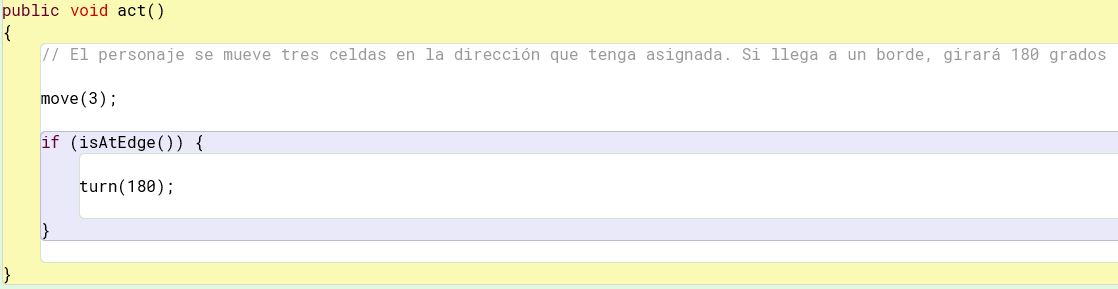 public void act()
{
// El personaje se mueve tres celdas en la dirección que tenga asignada. Si llega a un borde, girará 180 grados
move(3);
if (isAtEdge()) {
turn(180);
}
}